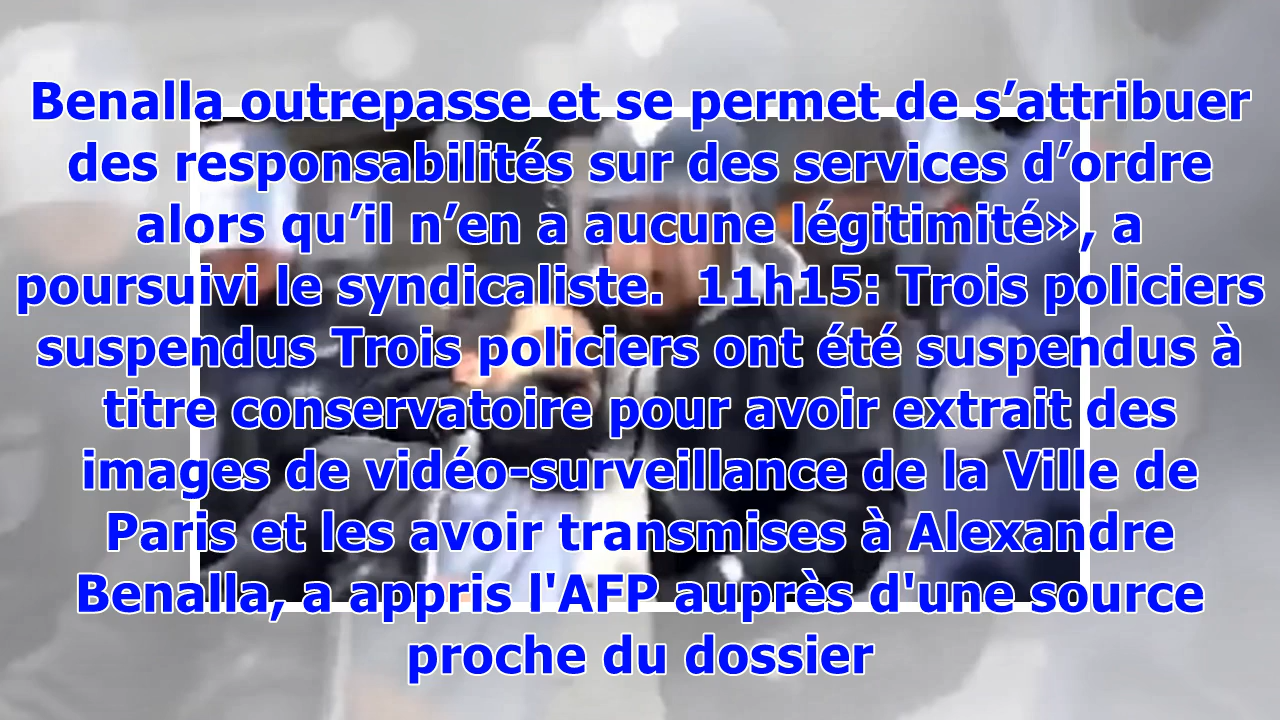 Benalla outrepasse et se permet de s’attribuer
des responsabilités sur des services d’ordre
alors qu’il n’en a aucune légitimité», a
poursuivi le syndicaliste.  11h15: Trois policiers
suspendus Trois policiers ont été suspendus à
titre conservatoire pour avoir extrait des
images de vidéo-surveillance de la Ville de
Paris et les avoir transmises à Alexandre
Benalla, a appris l'AFP auprès d'une source
proche du dossier